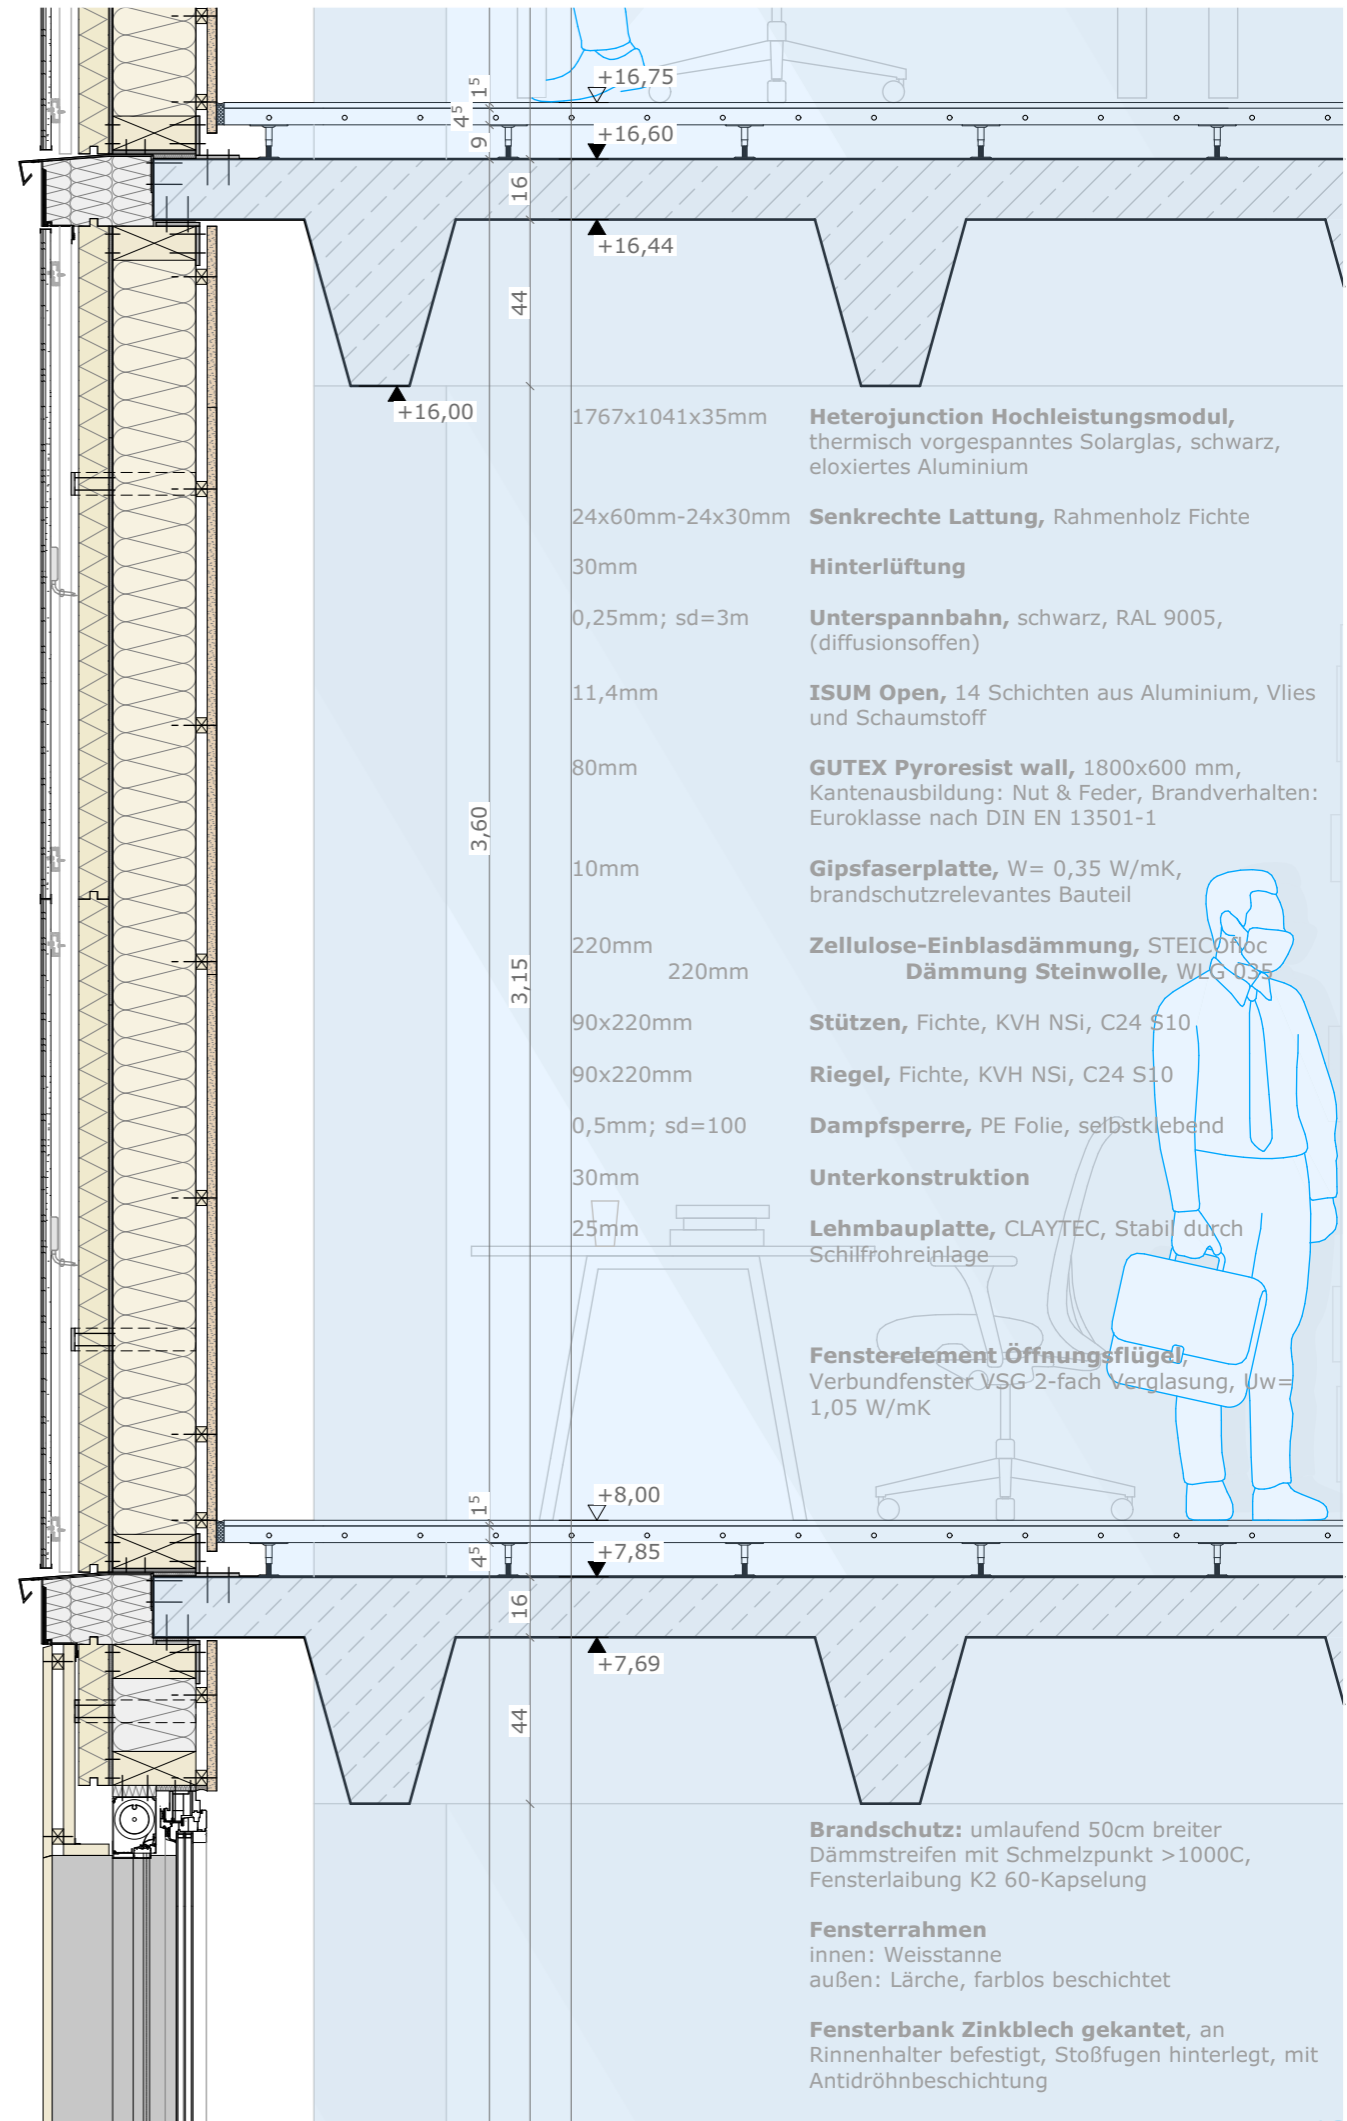 +16,75
1⁵
4⁵
+16,60
9
16
+16,44
44
+16,00
1767x1041x35mm Heterojunction Hochleistungsmodul,
thermisch vorgespanntes Solarglas, schwarz,
eloxiertes Aluminium
24x60mm-24x30mm Senkrechte Lattung, Rahmenholz Fichte
30mm Hinterlüftung
0,25mm; sd=3m Unterspannbahn, schwarz, RAL 9005,
(diffusionsoffen)
11,4mm ISUM Open, 14 Schichten aus Aluminium, Vlies
und Schaumstoff
80mm GUTEX Pyroresist wall, 1800x600 mm,
Kantenausbildung: Nut & Feder, Brandverhalten:
Euroklasse nach DIN EN 13501-1
3,60
10mm Gipsfaserplatte, W= 0,35 W/mK,
brandschutzrelevantes Bauteil
220mm Zellulose-Einblasdämmung, STEICOfloc
220mm Dämmung Steinwolle, WLG 035
3,15
90x220mm Stützen, Fichte, KVH NSi, C24 S10
90x220mm Riegel, Fichte, KVH NSi, C24 S10
0,5mm; sd=100 Dampfsperre, PE Folie, selbstklebend
30mm Unterkonstruktion
25mm Lehmbauplatte, CLAYTEC, Stabil durch
Schilfrohreinlage
Fensterelement Öffnungsflügel,
Verbundfenster VSG 2-fach Verglasung, Uw=
1,05 W/mK
+8,00
1⁵
4⁵
+7,85
16
+7,69
44
Brandschutz: umlaufend 50cm breiter
Dämmstreifen mit Schmelzpunkt >1000C,
Fensterlaibung K2 60-Kapselung
Fensterrahmen
innen: Weisstanne
außen: Lärche, farblos beschichtet
Fensterbank Zinkblech gekantet, an
Rinnenhalter befestigt, Stoßfugen hinterlegt, mit
Antidröhnbeschichtung